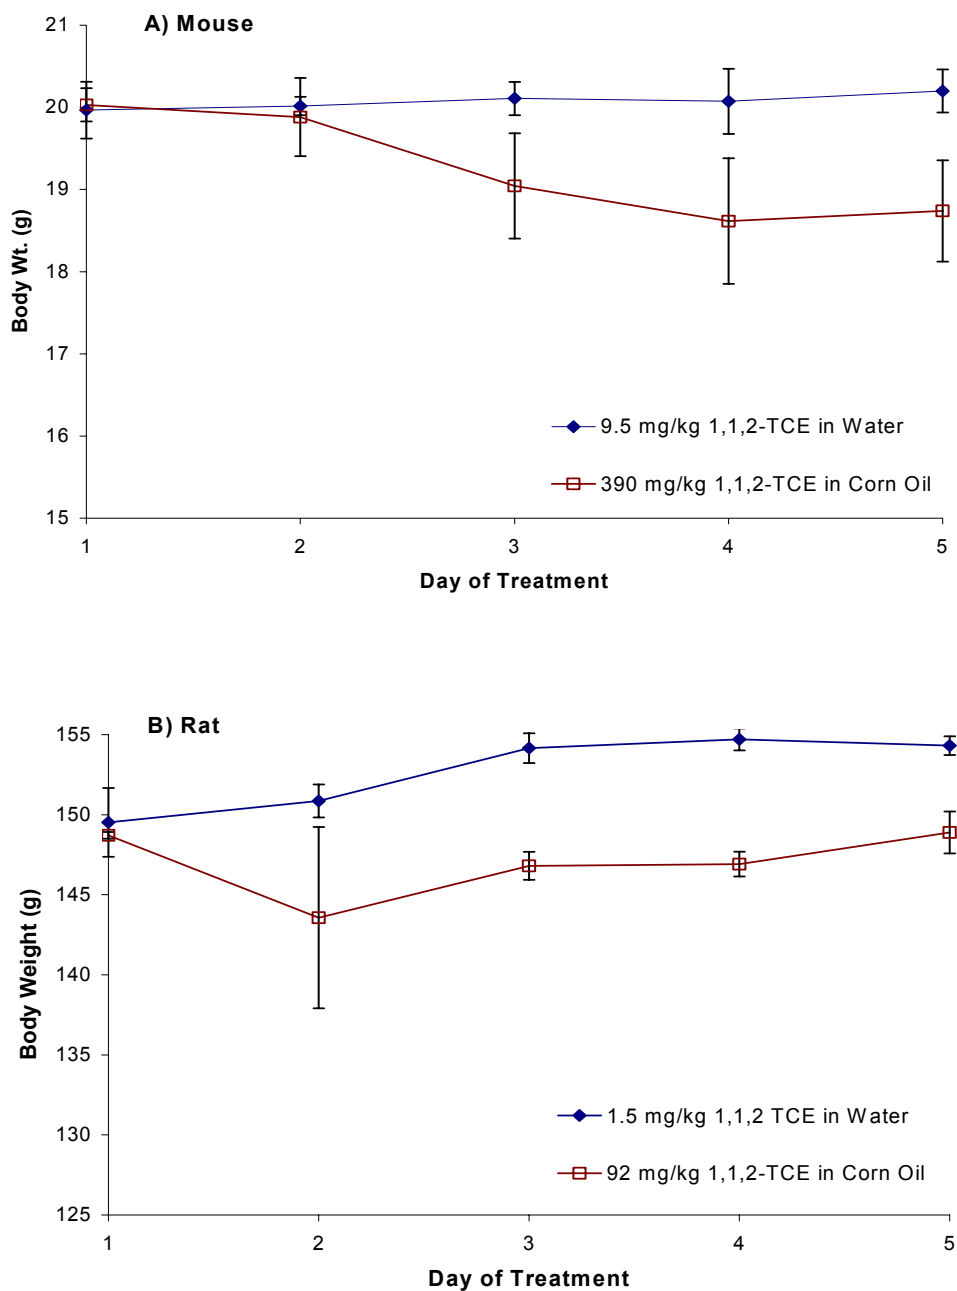 A) Mouse
21
20
19
18
17
16
15
Body Wt. (g)
9.5 mg/kg 1,1,2-TCE in Water
390 mg/kg 1,1,2-TCE in Corn Oil
1 2 3 4 5
Day of Treatment
B) Rat
155
150
145
140
135
130
125
Body Weight (g)
1.5 mg/kg 1,1,2 TCE in Water
92 mg/kg 1,1,2-TCE in Corn Oil
1 2 3 4 5
Day of Treatment